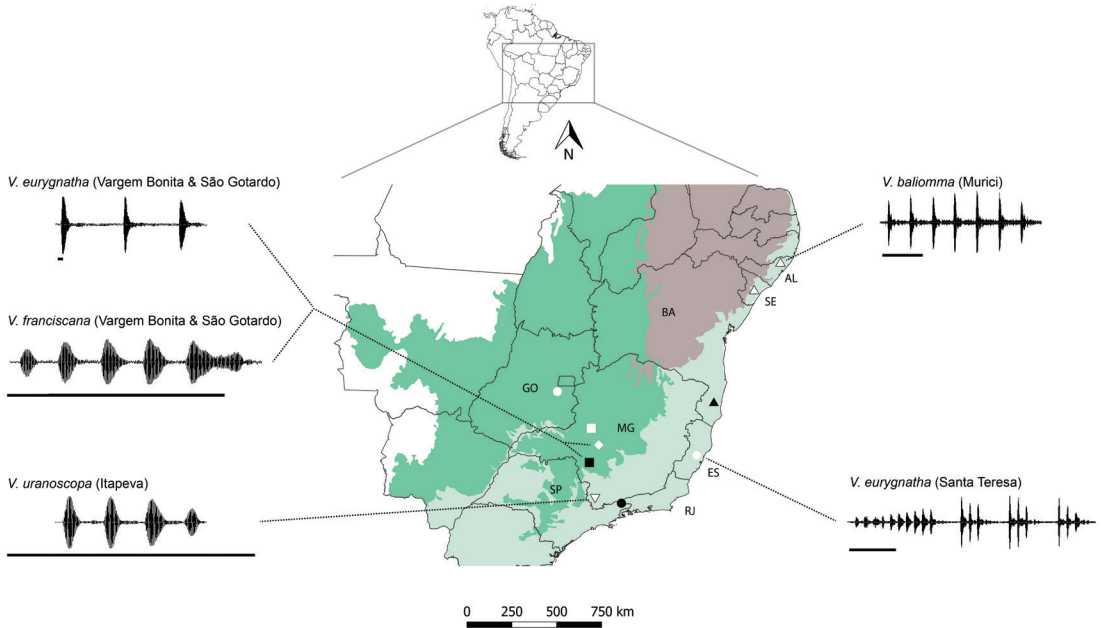 N
V. eurygnatha (Vargem Bonita & São Gotardo)
V. baliomma (Murici)
AL
SE
BA
V. franciscana (Vargem Bonita & São Gotardo)
GO
MG
ES
SP
RJ
V. uranoscopa (Itapeva)
V. eurygnatha (Santa Teresa)
0 250 500 750 km